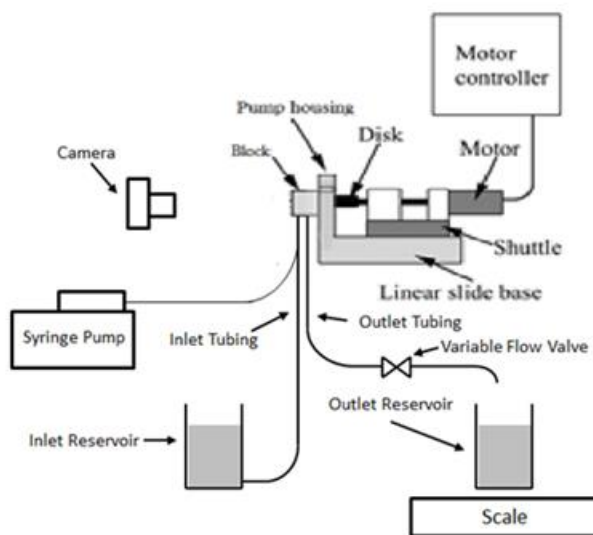 Motor
controller
Pump housing
Disk
Motor
Camera
Block
Shuttle
Linear slide base
Syringe Pump
Inlet Tubing
Outlet Tubing
Variable Flow Valve
Outlet Reservoir
Inlet Reservoir
Scale